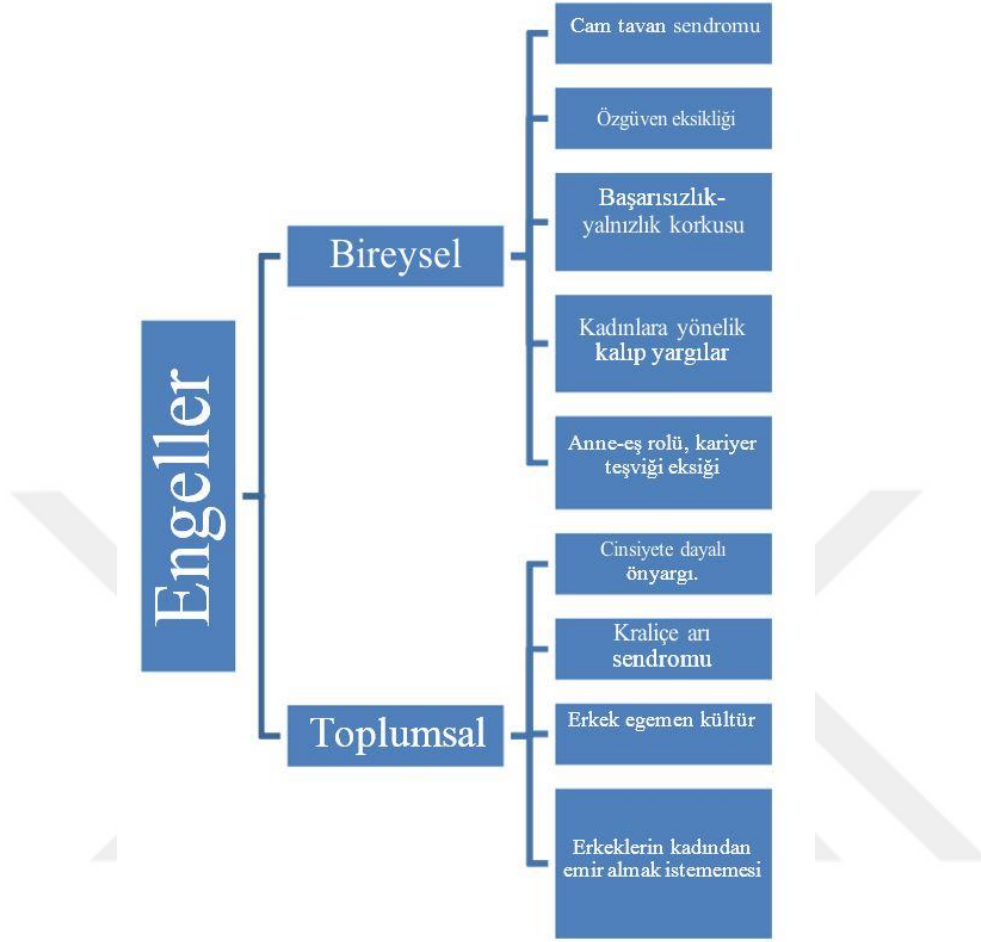 Engeller
Bireysel
Cam tavan sendromu
Özgüven eksikliği
Başarısızlık-
yalnızlık korkusu
Kadınlara yönelik
kalıp yargılar
Anne-eş rolü, kariyer
teşviği eksiği
Toplumsal
Cinsiyete dayalı
önyargı.
Kraliçe arı
sendromu
Erkek egemen kültür
Erkeklerin kadından
emir almak istememesi